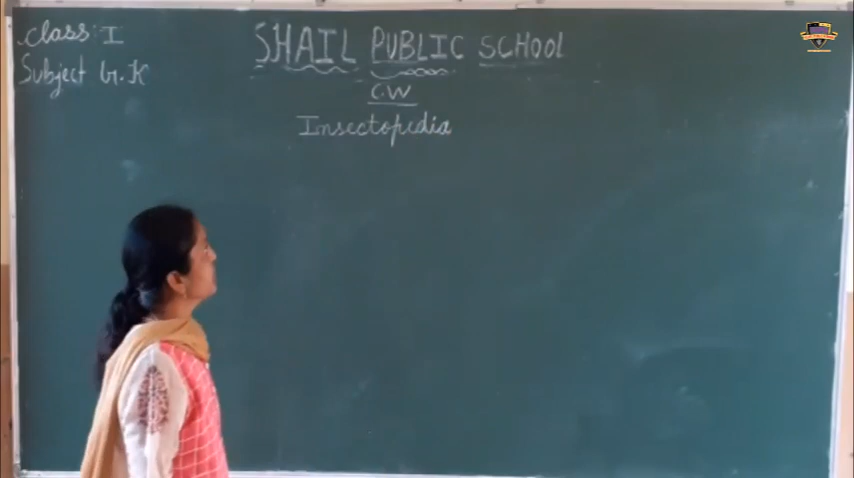 Class: I
SHAIL PUBLIC SCHOOL
Subject G.K
C.W
Insectopedia